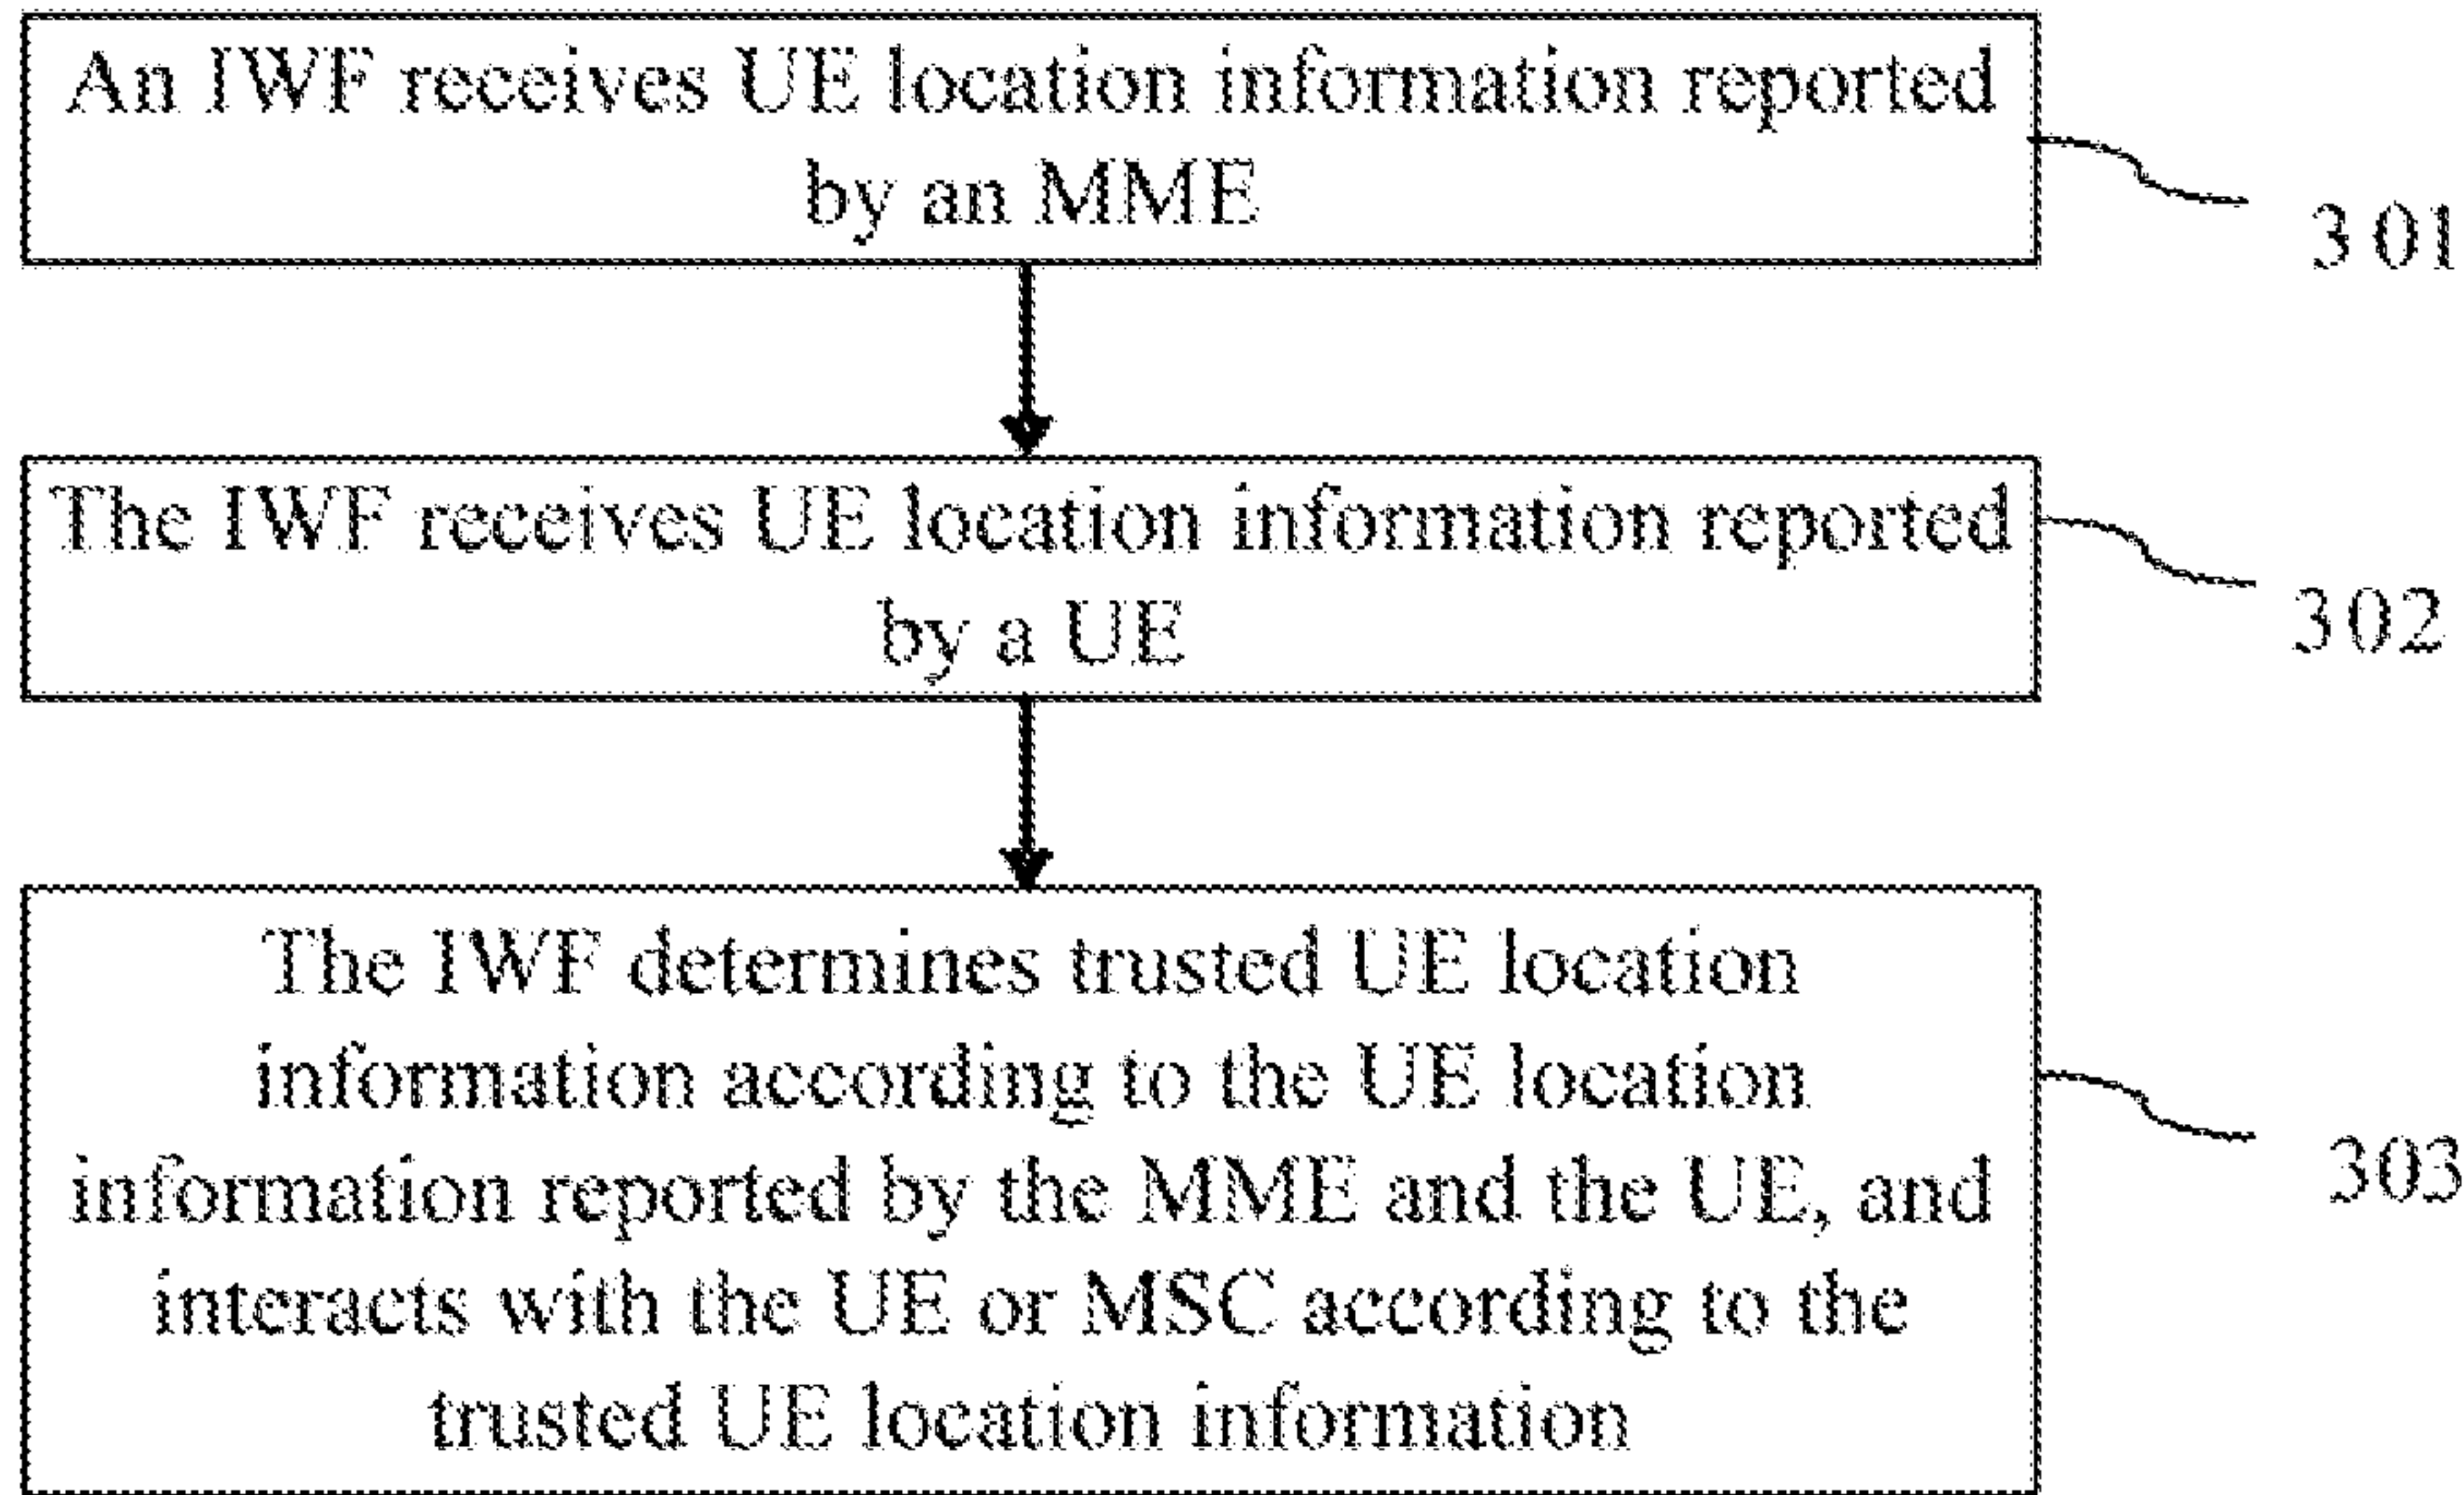 An IWF receives UE location information reported
by an MME
301
The IWF receives UE location information reported
by a UE
302
The IWF determines trusted UE location
information according to the UE location
information reported by the MME and the UE, and
interacts with the UE or MSC according to the
trusted UE location information
303